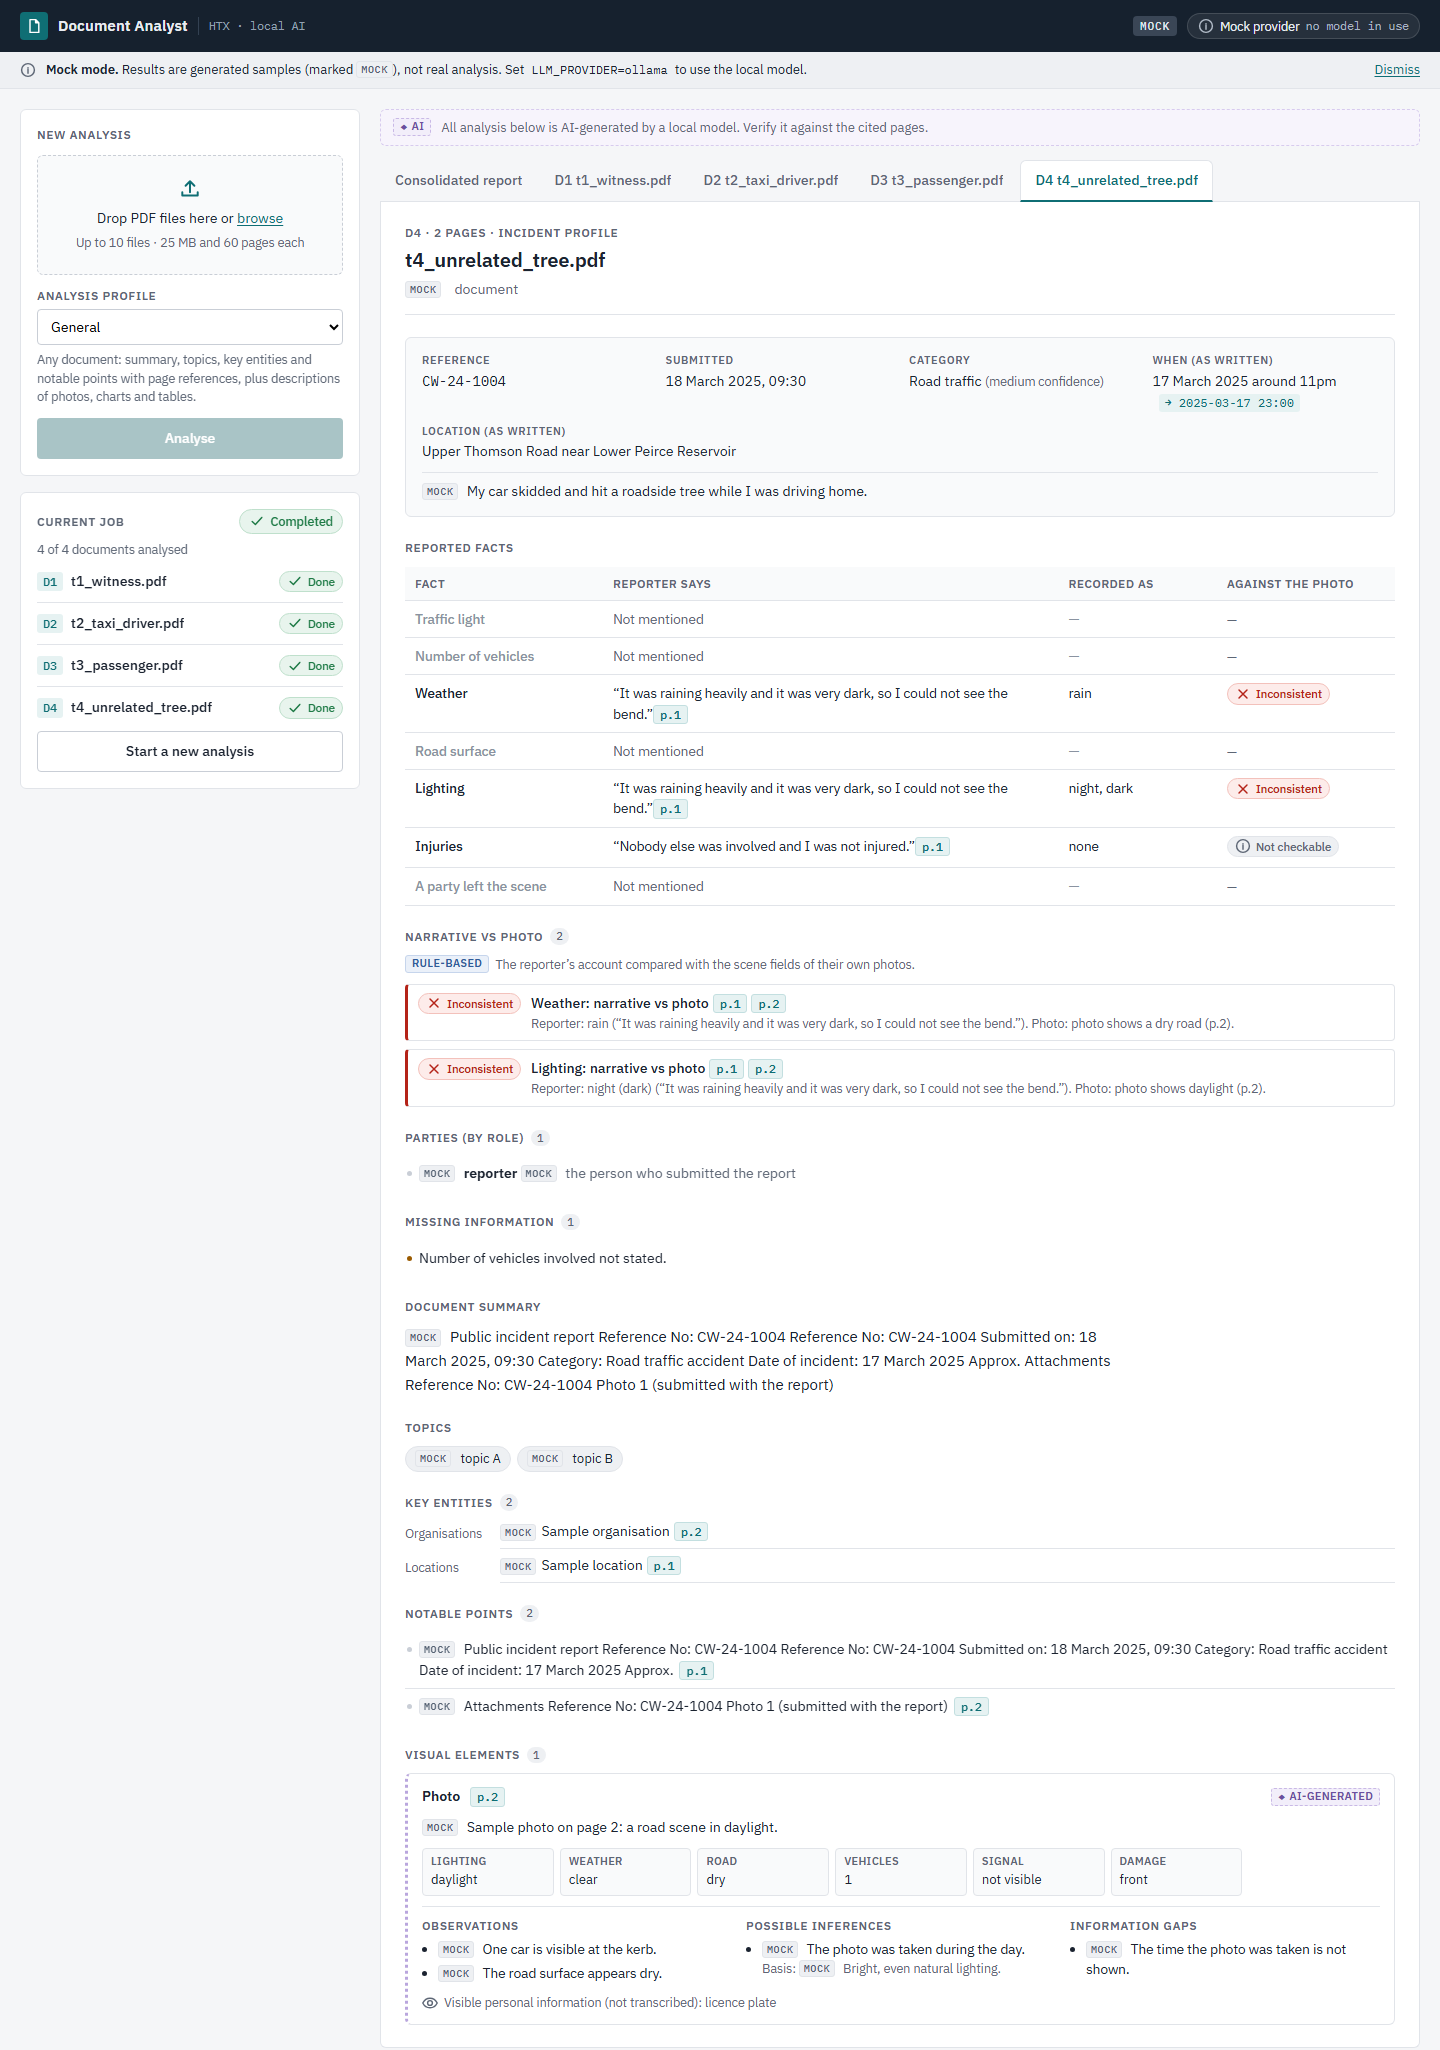 Document Analyst HTX · local AI MOCK Mock provider no model in use
Mock mode. Results are generated samples (marked MOCK), not real analysis. Set LLM_PROVIDER=ollama to use the local model. Dismiss
NEW ANALYSIS
Drop PDF files here or browse
Up to 10 files · 25 MB and 60 pages each
ANALYSIS PROFILE
General
Any document: summary, topics, key entities and
notable points with page references, plus descriptions
of photos, charts and tables.
Analyse
CURRENT JOB Completed
4 of 4 documents analysed
D1 t1_witness.pdf Done
D2 t2_taxi_driver.pdf Done
D3 t3_passenger.pdf Done
D4 t4_unrelated_tree.pdf Done
Start a new analysis
AI All analysis below is AI-generated by a local model. Verify it against the cited pages.
Consolidated report D1 t1_witness.pdf D2 t2_taxi_driver.pdf D3 t3_passenger.pdf D4 t4_unrelated_tree.pdf
D4 · 2 PAGES · INCIDENT PROFILE
t4_unrelated_tree.pdf
MOCK document
REFERENCE SUBMITTED CATEGORY WHEN (AS WRITTEN)
CW-24-1004 18 March 2025, 09:30 Road traffic (medium confidence) 17 March 2025 around 11pm
→ 2025-03-17 23:00
LOCATION (AS WRITTEN)
Upper Thomson Road near Lower Peirce Reservoir
MOCK My car skidded and hit a roadside tree while I was driving home.
REPORTED FACTS
FACT REPORTER SAYS RECORDED AS AGAINST THE PHOTO
Traffic light Not mentioned — —
Number of vehicles Not mentioned — —
Weather “It was raining heavily and it was very dark, so I could not see the rain Inconsistent
bend.” p.1
Road surface Not mentioned — —
Lighting “It was raining heavily and it was very dark, so I could not see the night, dark Inconsistent
bend.” p.1
Injuries “Nobody else was involved and I was not injured.” p.1 none Not checkable
A party left the scene Not mentioned — —
NARRATIVE VS PHOTO 2
RULE-BASED The reporter’s account compared with the scene fields of their own photos.
Inconsistent Weather: narrative vs photo p.1 p.2
Reporter: rain (“It was raining heavily and it was very dark, so I could not see the bend.”). Photo: photo shows a dry road (p.2).
Inconsistent Lighting: narrative vs photo p.1 p.2
Reporter: night (dark) (“It was raining heavily and it was very dark, so I could not see the bend.”). Photo: photo shows daylight (p.2).
PARTIES (BY ROLE) 1
MOCK reporter MOCK the person who submitted the report
MISSING INFORMATION 1
Number of vehicles involved not stated.
DOCUMENT SUMMARY
MOCK Public incident report Reference No: CW-24-1004 Reference No: CW-24-1004 Submitted on: 18
March 2025, 09:30 Category: Road traffic accident Date of incident: 17 March 2025 Approx. Attachments
Reference No: CW-24-1004 Photo 1 (submitted with the report)
TOPICS
MOCK topic A MOCK topic B
KEY ENTITIES 2
Organisations MOCK Sample organisation p.2
Locations MOCK Sample location p.1
NOTABLE POINTS 2
MOCK Public incident report Reference No: CW-24-1004 Reference No: CW-24-1004 Submitted on: 18 March 2025, 09:30 Category: Road traffic accident
Date of incident: 17 March 2025 Approx. p.1
MOCK Attachments Reference No: CW-24-1004 Photo 1 (submitted with the report) p.2
VISUAL ELEMENTS 1
Photo p.2 AI-GENERATED
MOCK Sample photo on page 2: a road scene in daylight.
LIGHTING WEATHER ROAD VEHICLES SIGNAL DAMAGE
daylight clear dry 1 not visible front
OBSERVATIONS POSSIBLE INFERENCES INFORMATION GAPS
MOCK One car is visible at the kerb. MOCK The photo was taken during the day. MOCK The time the photo was taken is not
Basis: MOCK Bright, even natural lighting. shown.
MOCK The road surface appears dry.
Visible personal information (not transcribed): licence plate